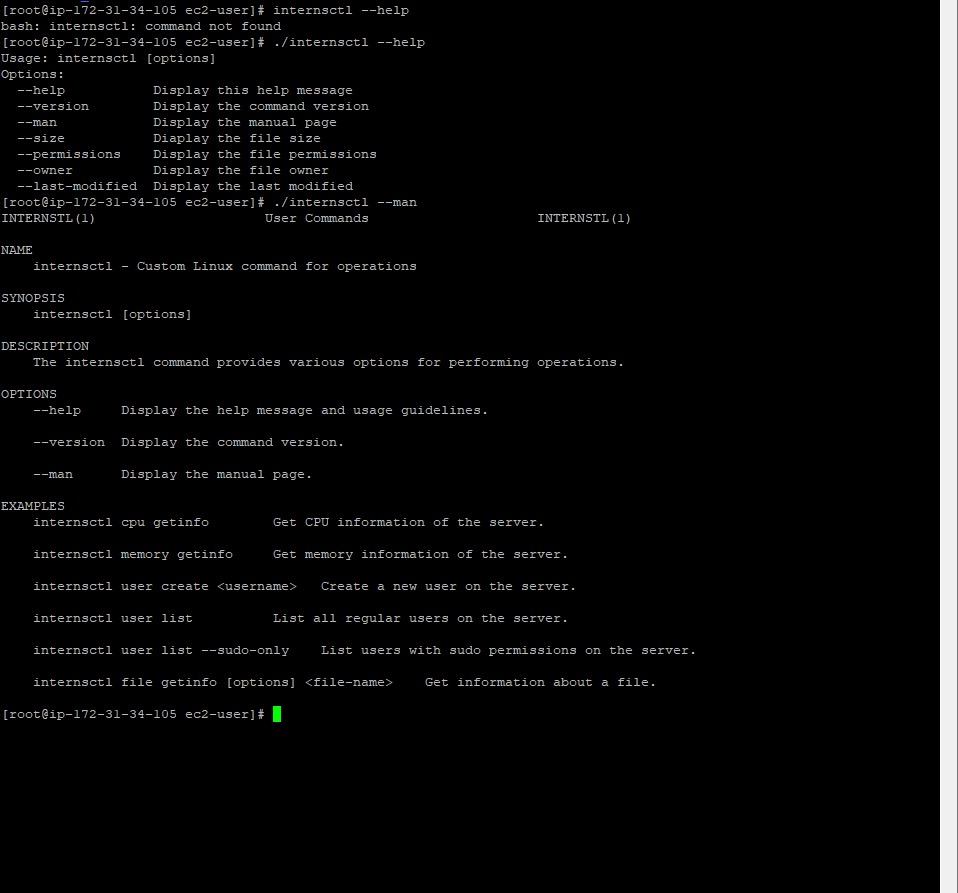 [root@ip-172-31-34-105 ec2-user]# internsctl --help
bash: internsctl: command not found
[root@ip-172-31-34-105 ec2-user]# ./internsctl --help
Usage: internsctl [options]
Options:
  --help           Display this help message
  --version        Display the command version
  --man            Display the manual page
  --size           Diaplay the file size
  --permissions    Display the file permissions
  --owner          Display the file owner
  --last-modified  Display the last modified
[root@ip-172-31-34-105 ec2-user]# ./internsctl --man
INTERNSTL(1)                     User Commands                     INTERNSTL(1)
NAME
    internsctl - Custom Linux command for operations
SYNOPSIS
    internsctl [options]
DESCRIPTION
    The internsctl command provides various options for performing operations.
OPTIONS
    --help     Display the help message and usage guidelines.
    --version  Display the command version.
    --man      Display the manual page.
EXAMPLES
    internsctl cpu getinfo        Get CPU information of the server.
    internsctl memory getinfo     Get memory information of the server.
    internsctl user create <username>   Create a new user on the server.
    internsctl user list          List all regular users on the server.
    internsctl user list --sudo-only    List users with sudo permissions on the server.
    internsctl file getinfo [options] <file-name>    Get information about a file.
[root@ip-172-31-34-105 ec2-user]#